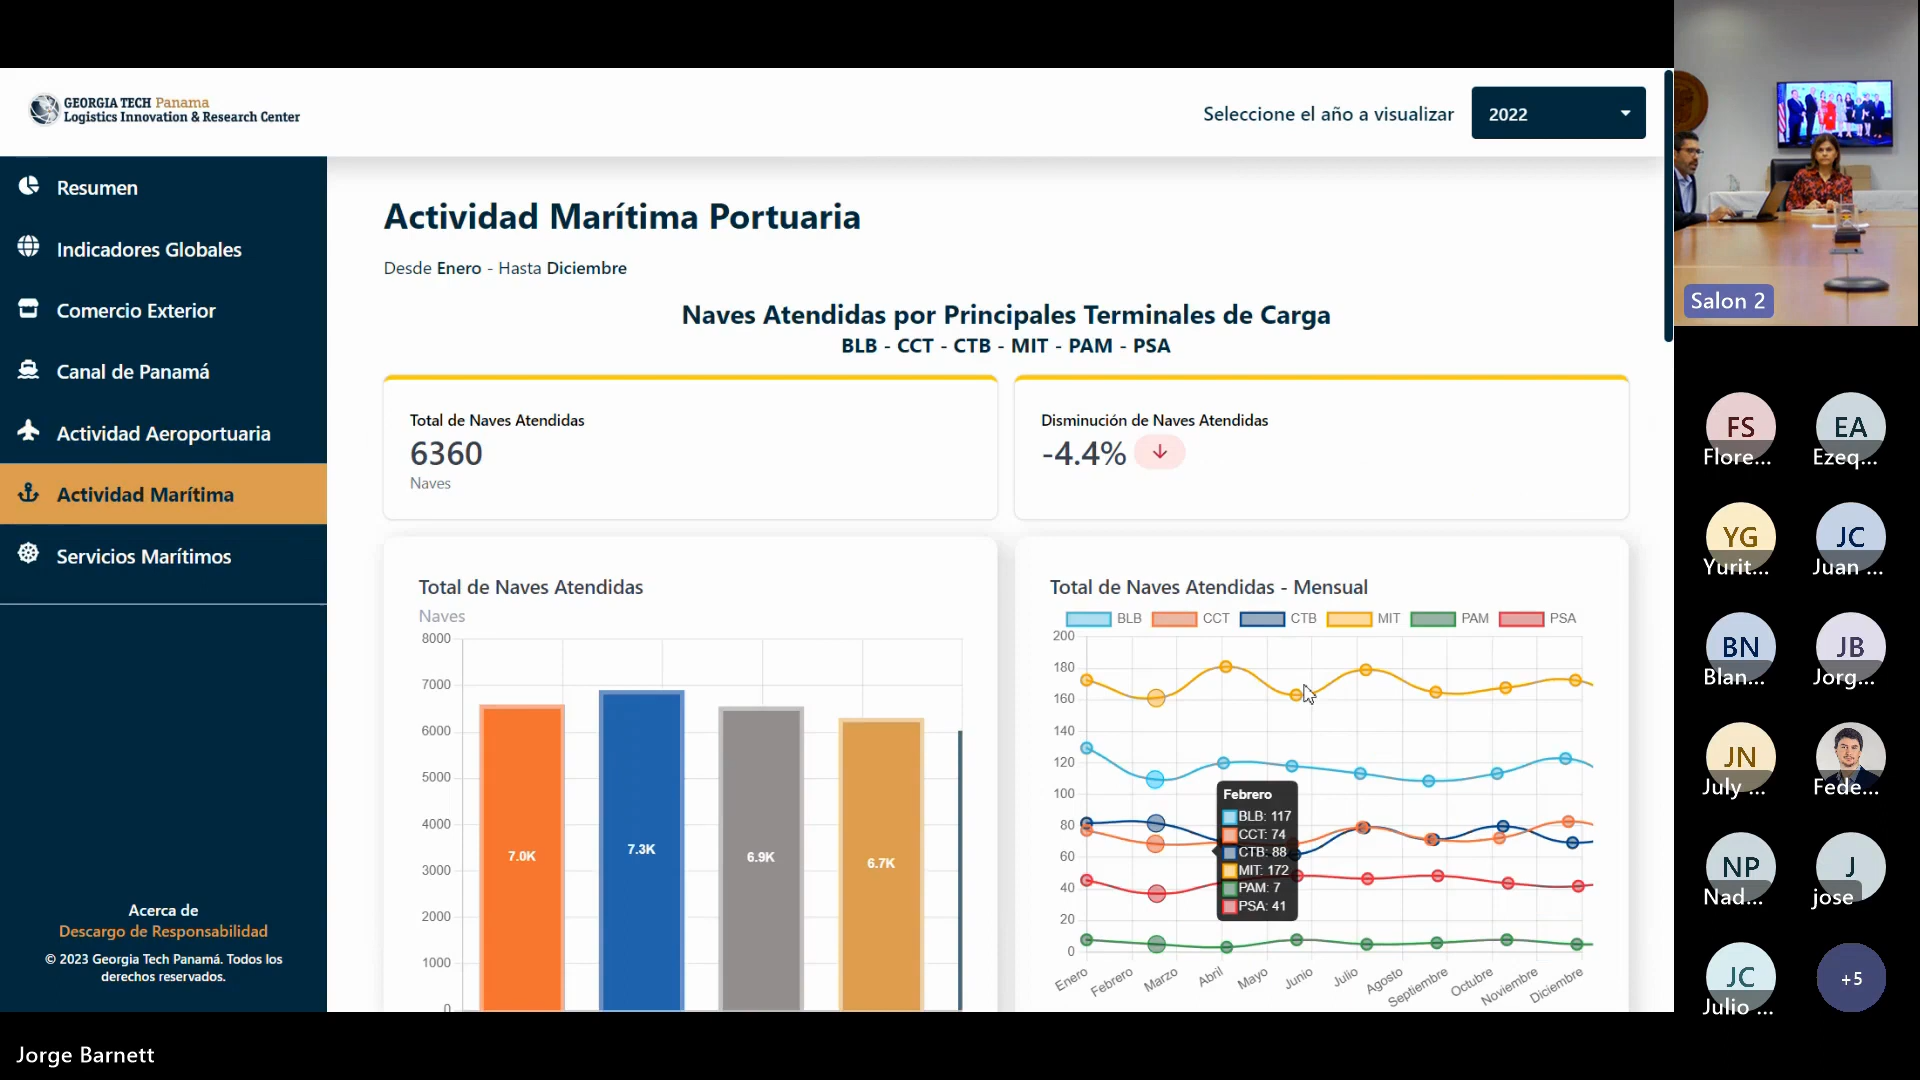 GEORGIA TECH Panama
Logistics Innovation & Research Center
Seleccione el año a visualizar
2022
Resumen
Indicadores Globales
Comercio Exterior
Canal de Panamá
Actividad Aeroportuaria
Actividad Marítima
Servicios Marítimos
Acerca de
Descargo de Responsabilidad
© 2023 Georgia Tech Panamá. Todos los
derechos reservados.
Actividad Marítima Portuaria
Desde Enero - Hasta Diciembre
Naves Atendidas por Principales Terminales de Carga
BLB - CCT - CTB - MIT - PAM - PSA
Total de Naves Atendidas
6360
Naves
Disminución de Naves Atendidas
-4.4%
Total de Naves Atendidas
Naves
8000
7000
6000
5000
4000
3000
2000
1000
0
7.0K
7.3K
6.9K
6.7K
Total de Naves Atendidas - Mensual
BLB CCT CTB MIT PAM PSA
200
180
160
140
120
100
80
60
40
20
0
Febrero
BLB: 117
CCT: 74
CTB: 88
MIT: 172
PAM: 7
PSA: 41
Enero Febrero Marzo Abril Mayo Junio Julio Agosto Septiembre Octubre Noviembre Diciembre
Salon 2
FS
Flore...
EA
Ezeq...
YG
Yurit...
JC
Juan ...
BN
Blan...
JB
Jorg...
JN
July ...
Fede...
NP
Nad...
J
jose
JC
Julio ...
+5
Jorge Barnett